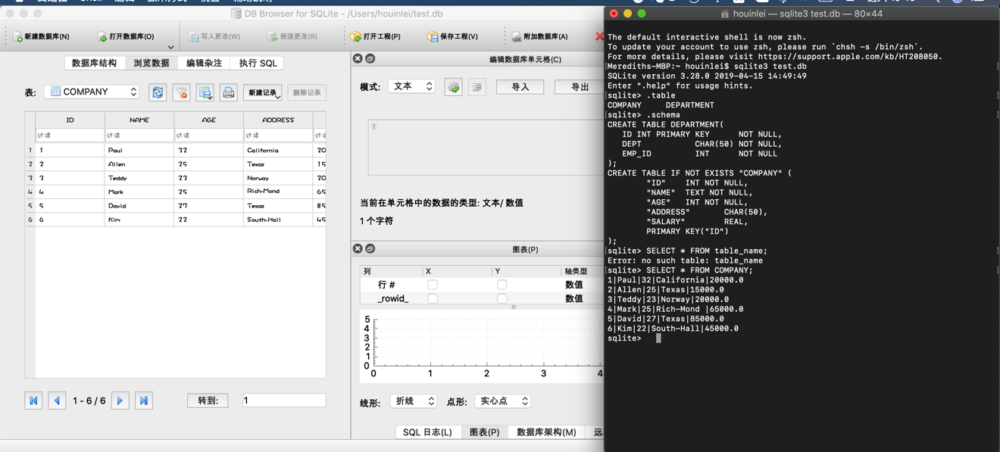 DB Browser for SQLite - /Users/houinlei/test.db
新建数据库(N) 打开数据库(O) 写入更改(W) 倒退更改(R) 打开工程(P) 保存工程(V) 附加数据库(A)
数据库结构 浏览数据 编辑杂注 执行 SQL
表: COMPANY 新建记录 删除记录
ID NAME AGE ADDRESS
过滤 过滤 过滤 过滤
1 1 Paul 32 California 20
2 2 Allen 25 Texas 15
3 3 Teddy 23 Norway 20
4 4 Mark 25 Rich-Mond 65
5 5 David 27 Texas 85
6 6 Kim 22 South-Hall 45
1 - 6 / 6 转到: 1
编辑数据库单元格(C)
模式: 文本 导入 导出
1
当前在单元格中的数据的类型: 文本/ 数值
1 个字符
图表(P)
列 X Y 轴类型
行 # 数值
_rowid_ 数值
5
4
3
2
1
0
0 1 2 3 4
线形: 折线 点形: 实心点
SQL 日志(L) 图表(P) 数据库架构(M)
houinlei — sqlite3 test.db — 80×44
The default interactive shell is now zsh.
To update your account to use zsh, please run `chsh -s /bin/zsh`.
For more details, please visit https://support.apple.com/kb/HT208050.
[Merediths-MBP:~ houinlei$ sqlite3 test.db ]
SQLite version 3.28.0 2019-04-15 14:49:49
Enter ".help" for usage hints.
[sqlite> .table ]
COMPANY DEPARTMENT
[sqlite> .schema ]
CREATE TABLE DEPARTMENT(
ID INT PRIMARY KEY NOT NULL,
DEPT CHAR(50) NOT NULL,
EMP_ID INT NOT NULL
);
CREATE TABLE IF NOT EXISTS "COMPANY" (
"ID" INT NOT NULL,
"NAME" TEXT NOT NULL,
"AGE" INT NOT NULL,
"ADDRESS" CHAR(50),
"SALARY" REAL,
PRIMARY KEY("ID")
);
[sqlite> SELECT * FROM table_name; ]
Error: no such table: table_name
[sqlite> SELECT * FROM COMPANY; ]
1|Paul|32|California|20000.0
2|Allen|25|Texas|15000.0
3|Teddy|23|Norway|20000.0
4|Mark|25|Rich-Mond |65000.0
5|David|27|Texas|85000.0
6|Kim|22|South-Hall|45000.0
sqlite>